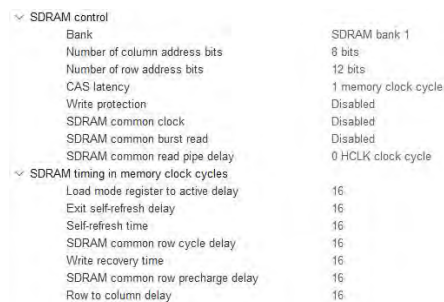 SDRAM control
Bank SDRAM bank 1
Number of column address bits 8 bits
Number of row address bits 12 bits
CAS latency 1 memory clock cycle
Write protection Disabled
SDRAM common clock Disabled
SDRAM common burst read Disabled
SDRAM common read pipe delay 0 HCLK clock cycle
SDRAM timing in memory clock cycles
Load mode register to active delay 16
Exit self-refresh delay 16
Self-refresh time 16
SDRAM common row cycle delay 16
Write recovery time 16
SDRAM common row precharge delay 16
Row to column delay 16